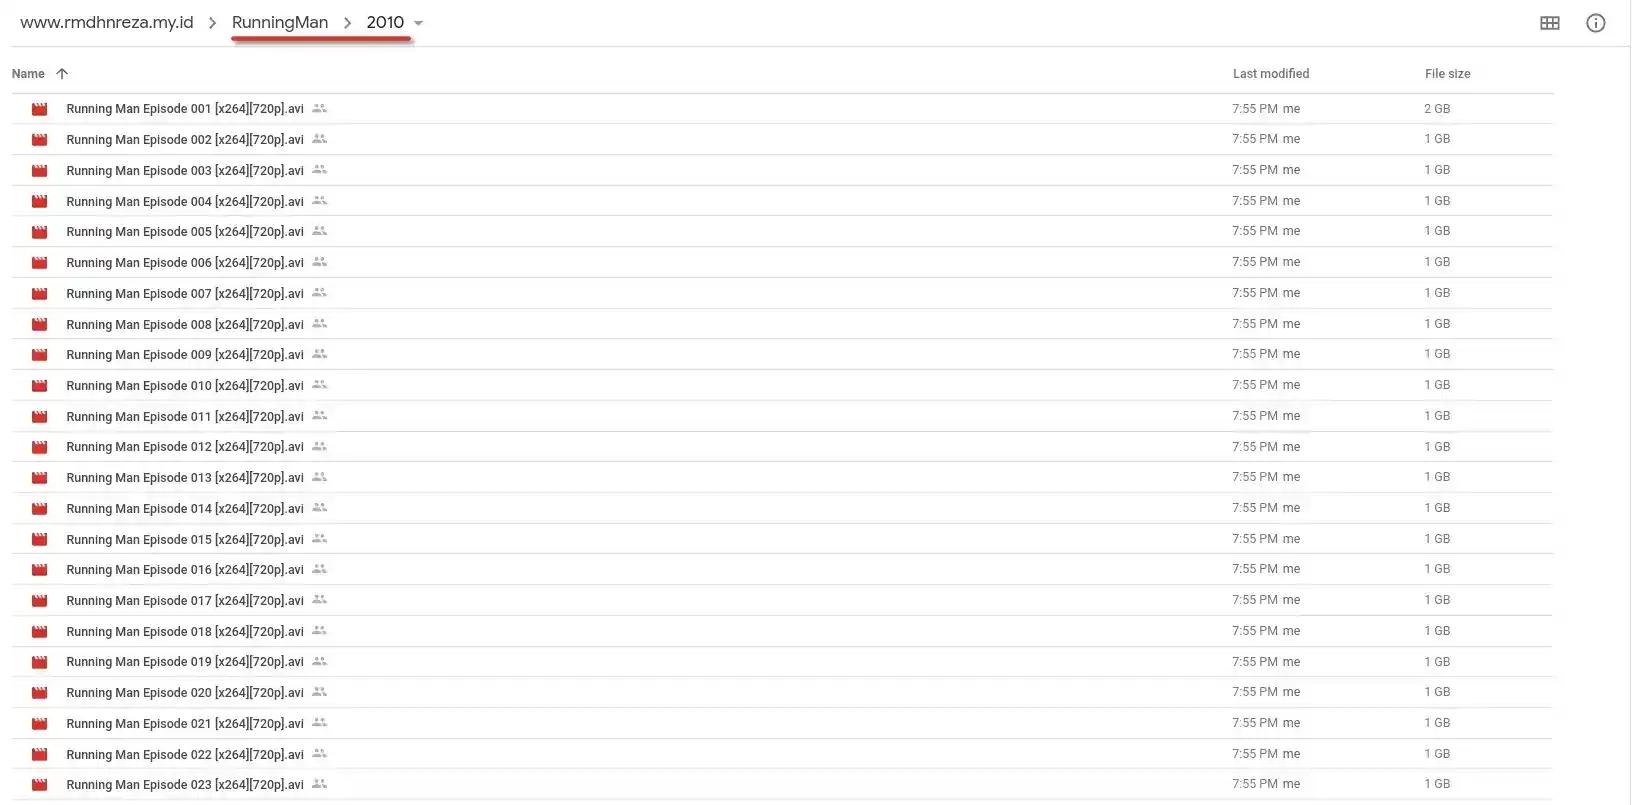 www.rmdhnreza.my.id > RunningMan > 2010
Name Last modified File size
Running Man Episode 001 [x264][720p].avi 7:55 PM me 2 GB
Running Man Episode 002 [x264][720p].avi 7:55 PM me 1 GB
Running Man Episode 003 [x264][720p].avi 7:55 PM me 1 GB
Running Man Episode 004 [x264][720p].avi 7:55 PM me 1 GB
Running Man Episode 005 [x264][720p].avi 7:55 PM me 1 GB
Running Man Episode 006 [x264][720p].avi 7:55 PM me 1 GB
Running Man Episode 007 [x264][720p].avi 7:55 PM me 1 GB
Running Man Episode 008 [x264][720p].avi 7:55 PM me 1 GB
Running Man Episode 009 [x264][720p].avi 7:55 PM me 1 GB
Running Man Episode 010 [x264][720p].avi 7:55 PM me 1 GB
Running Man Episode 011 [x264][720p].avi 7:55 PM me 1 GB
Running Man Episode 012 [x264][720p].avi 7:55 PM me 1 GB
Running Man Episode 013 [x264][720p].avi 7:55 PM me 1 GB
Running Man Episode 014 [x264][720p].avi 7:55 PM me 1 GB
Running Man Episode 015 [x264][720p].avi 7:55 PM me 1 GB
Running Man Episode 016 [x264][720p].avi 7:55 PM me 1 GB
Running Man Episode 017 [x264][720p].avi 7:55 PM me 1 GB
Running Man Episode 018 [x264][720p].avi 7:55 PM me 1 GB
Running Man Episode 019 [x264][720p].avi 7:55 PM me 1 GB
Running Man Episode 020 [x264][720p].avi 7:55 PM me 1 GB
Running Man Episode 021 [x264][720p].avi 7:55 PM me 1 GB
Running Man Episode 022 [x264][720p].avi 7:55 PM me 1 GB
Running Man Episode 023 [x264][720p].avi 7:55 PM me 1 GB